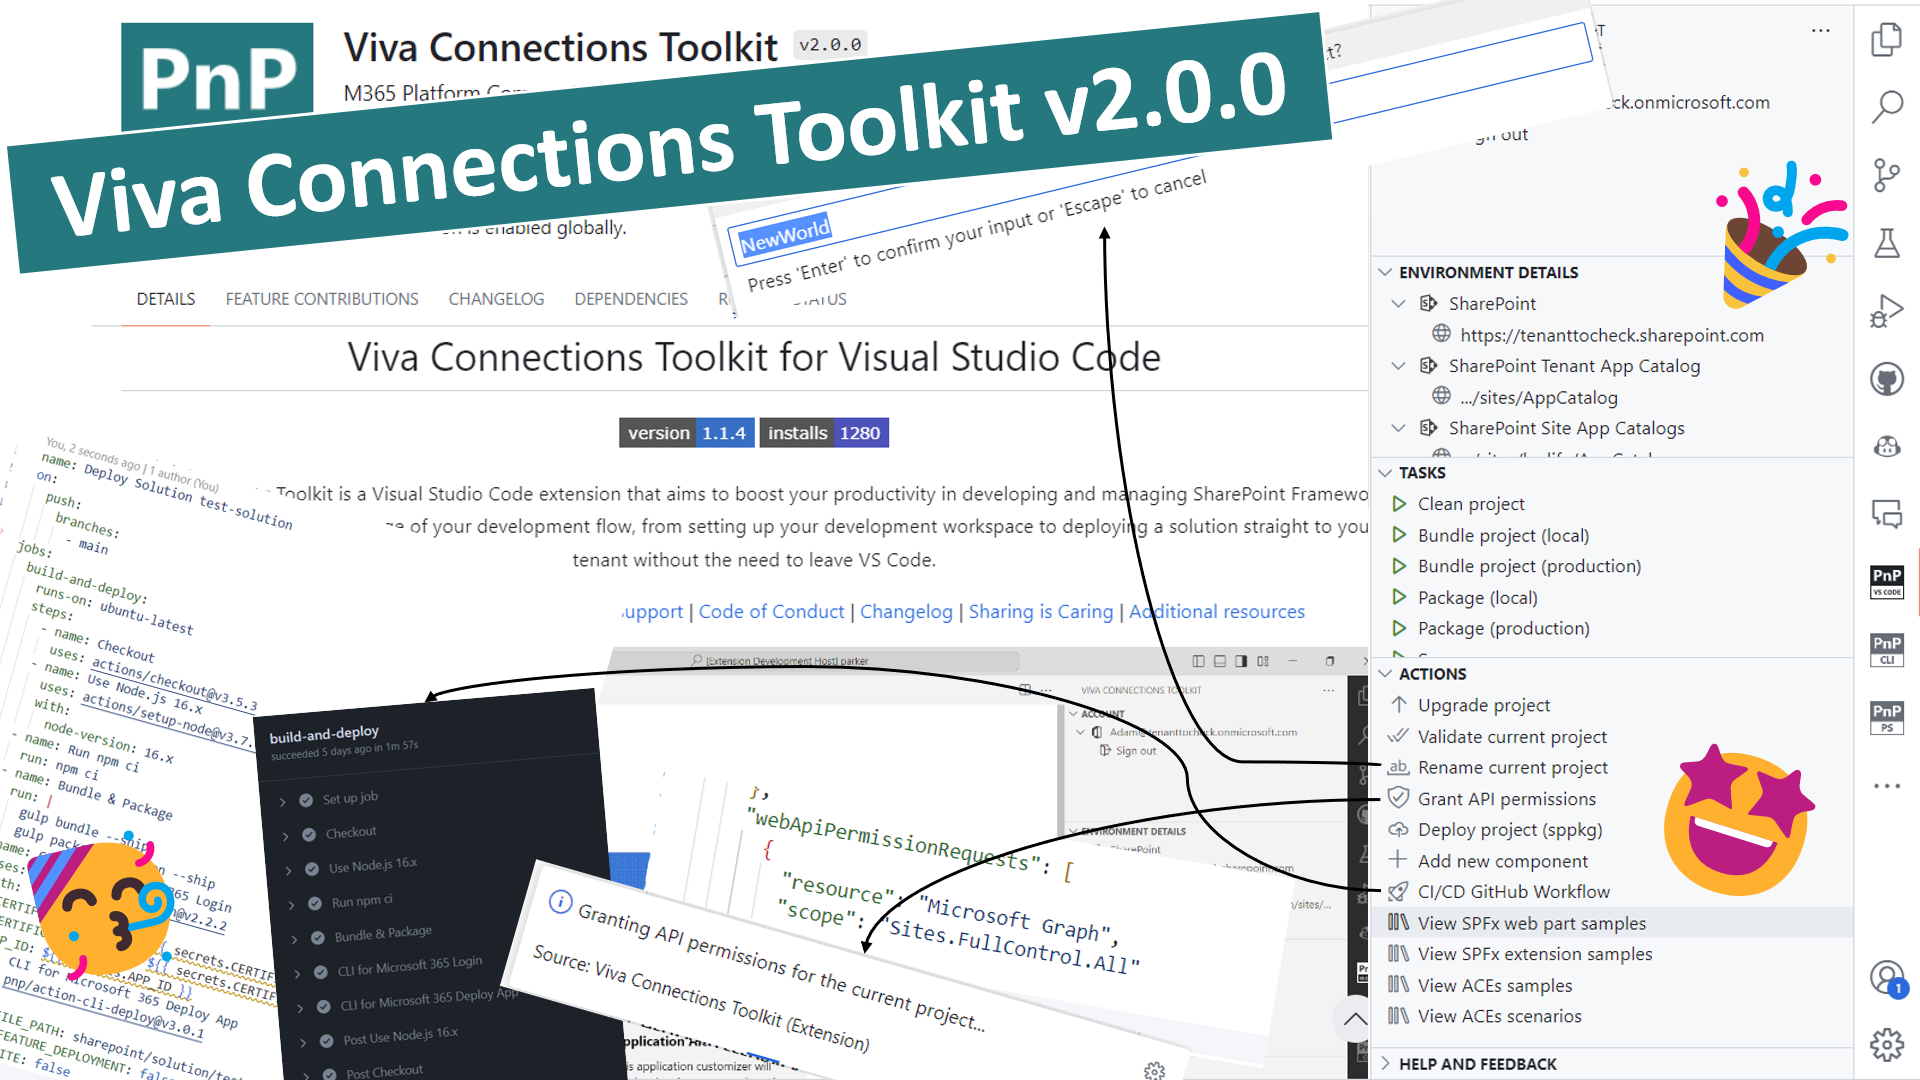 PnP
Viva Connections Toolkit v2.0.0
M365 Platform
Viva Connections Toolkit v2.0.0
is enabled globally.
DETAILS
FEATURE CONTRIBUTIONS
CHANGELOG
DEPENDENCIES
NewWorld
Press 'Enter' to confirm your input or 'Escape' to cancel
Viva Connections Toolkit for Visual Studio Code
version 1.1.4 installs 1280
Toolkit is a Visual Studio Code extension that aims to boost your productivity in developing and managing SharePoint
of your development flow, from setting up your development workspace to deploying a solution straight to
tenant without the need to leave VS Code.
| Code of Conduct | Changelog | Sharing is Caring | Additional resources
You, 2 seconds ago | 1 author (You)
name: Deploy Solution test-solution
on:
push:
branches:
- main
jobs:
build-and-deploy:
runs-on: ubuntu-latest
steps:
- name: Checkout
uses: actions/checkout@v3.5.3
- name: Use Node.js 16.x
uses: actions/setup-node@v3.7.
with:
node-version: 16.x
- name: Run npm ci
run: npm ci
- name: Bundle & Package
run: |
gulp bundle --ship
--ship
365 Login
@v2.2.2
secrets.CERTIF
secrets.CERTIF
APP_ID }}
CLI for Microsoft 365 Deploy App
pnp/action-cli-deploy@v3.0.1
FILE_PATH: sharepoint/solution/
FEATURE_DEPLOYMENT:
false
build-and-deploy
succeeded 5 days ago in 1m 57s
Set up job
Checkout
Use Node.js 16.x
Run npm ci
Bundle & Package
CLI for Microsoft 365 Login
CLI for Microsoft 365 Deploy App
Post Use Node.js 16.x
Post Checkout
[Extension Development Host] parker
VIVA CONNECTIONS TOOLKIT
ACCOUNT
Adam@tenanttocheck.onmicrosoft.com
Sign out
ENVIRONMENT DETAILS
SharePoint
},
"webApiPermissionRequests": [
{
"resource": "Microsoft Graph",
"scope": "Sites.FullControl.All"
Granting API permissions for the current project...
Source: Viva Connections Toolkit (Extension)
application customizer will
.onmicrosoft.com
out
ENVIRONMENT DETAILS
SharePoint
https://tenanttocheck.sharepoint.com
SharePoint Tenant App Catalog
.../sites/AppCatalog
SharePoint Site App Catalogs
TASKS
Clean project
Bundle project (local)
Bundle project (production)
Package (local)
Package (production)
ACTIONS
Upgrade project
Validate current project
Rename current project
Grant API permissions
Deploy project (sppkg)
Add new component
CI/CD GitHub Workflow
View SPFx web part samples
View SPFx extension samples
View ACEs samples
View ACEs scenarios
HELP AND FEEDBACK
PnP
VS CODE
PnP
CLI
PnP
PS
1